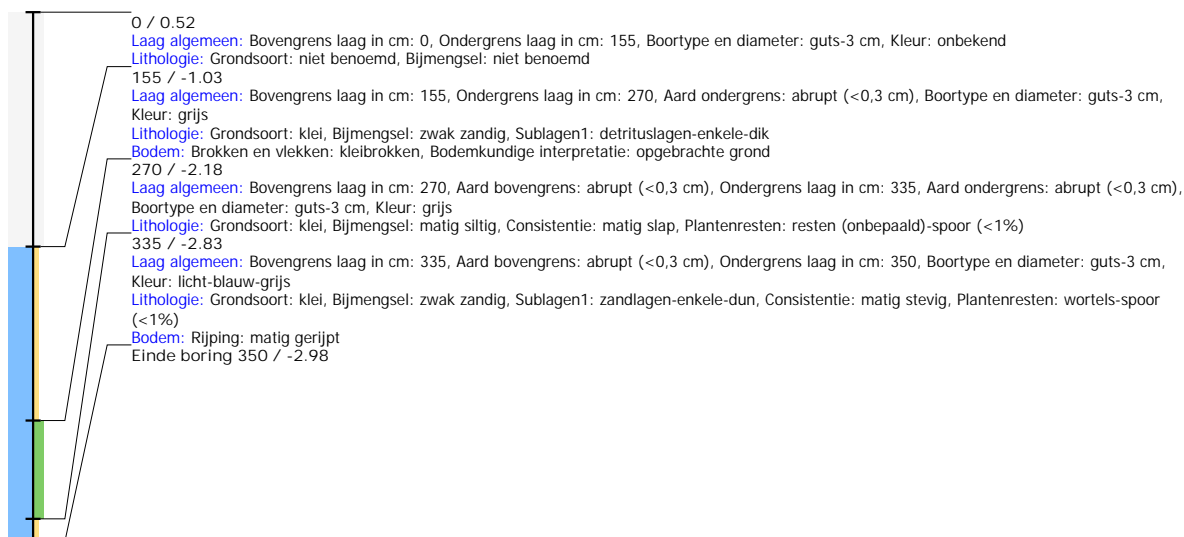 0 / 0.52
Laag algemeen: Bovengrens laag in cm: 0, Ondergrens laag in cm: 155, Boortype en diameter: guts-3 cm, Kleur: onbekend
Lithologie: Grondsoort: niet benoemd, Bijmengsel: niet benoemd
155 / -1.03
Laag algemeen: Bovengrens laag in cm: 155, Ondergrens laag in cm: 270, Aard ondergrens: abrupt (<0,3 cm), Boortype en diameter: guts-3 cm,
Kleur: grijs
Lithologie: Grondsoort: klei, Bijmengsel: zwak zandig, Sublagen1: detrituslagen-enkele-dik
Bodem: Brokken en vlekken: kleibrokken, Bodemkundige interpretatie: opgebrachte grond
270 / -2.18
Laag algemeen: Bovengrens laag in cm: 270, Aard bovengrens: abrupt (<0,3 cm), Ondergrens laag in cm: 335, Aard ondergrens: abrupt (<0,3 cm),
Boortype en diameter: guts-3 cm, Kleur: grijs
Lithologie: Grondsoort: klei, Bijmengsel: matig siltig, Consistentie: matig slap, Plantenresten: resten (onbepaald)-spoor (<1%)
335 / -2.83
Laag algemeen: Bovengrens laag in cm: 335, Aard bovengrens: abrupt (<0,3 cm), Ondergrens laag in cm: 350, Boortype en diameter: guts-3 cm,
Kleur: licht-blauw-grijs
Lithologie: Grondsoort: klei, Bijmengsel: zwak zandig, Sublagen1: zandlagen-enkele-dun, Consistentie: matig stevig, Plantenresten: wortels-spoor
(<1%)
Bodem: Rijping: matig gerijpt
Einde boring 350 / -2.98